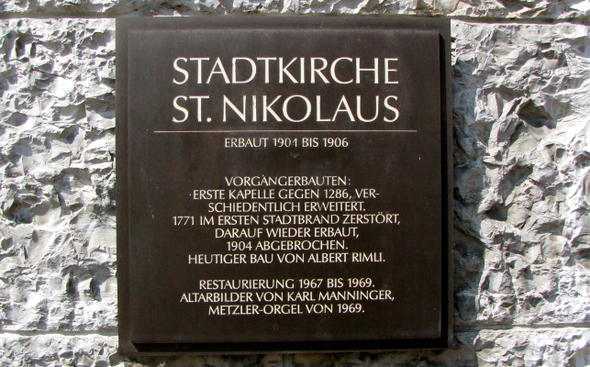 STADTKIRCHE
ST. NIKOLAUS
ERBAUT 1901 BIS 1906
VORGÄNGERBAUTEN:
ERSTE KAPELLE GEGEN 1286, VER-
SCHIEDENTLICH ERWEITERT.
1771 IM ERSTEN STADTBRAND ZERSTÖRT,
DARAUF WIEDER ERBAUT,
1904 ABGEBROCHEN.
HEUTIGER BAU VON ALBERT RIMLI.
RESTAURIERUNG 1967 BIS 1969.
ALTARBILDER VON KARL MANNINGER,
METZLER-ORGEL VON 1969.